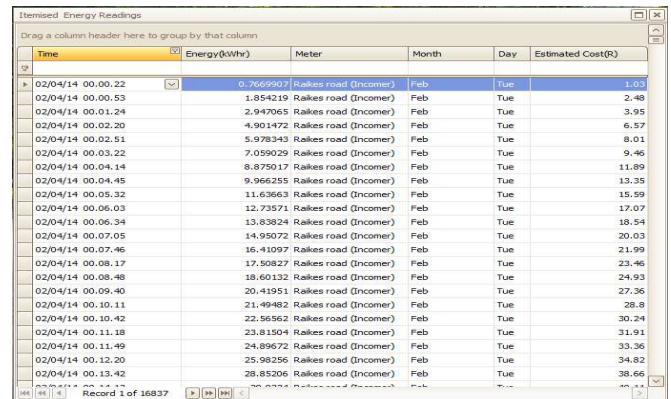 Itemised Energy Readings
Drag a column header here to group by that column
Time Energy(kWhr) Meter Month Day Estimated Cost(R)
02/04/14 00.00.22 0.7669907 Raikes road (Incomer) Feb Tue 1.03
02/04/14 00.00.53 1.854219 Raikes road (Incomer) Feb Tue 2.48
02/04/14 00.01.24 2.947065 Raikes road (Incomer) Feb Tue 3.95
02/04/14 00.02.20 4.901472 Raikes road (Incomer) Feb Tue 6.57
02/04/14 00.02.51 5.978343 Raikes road (Incomer) Feb Tue 8.01
02/04/14 00.03.22 7.059029 Raikes road (Incomer) Feb Tue 9.46
02/04/14 00.04.14 8.875017 Raikes road (Incomer) Feb Tue 11.89
02/04/14 00.04.45 9.966255 Raikes road (Incomer) Feb Tue 13.35
02/04/14 00.05.32 11.63663 Raikes road (Incomer) Feb Tue 15.59
02/04/14 00.06.03 12.73571 Raikes road (Incomer) Feb Tue 17.07
02/04/14 00.06.34 13.83824 Raikes road (Incomer) Feb Tue 18.54
02/04/14 00.07.05 14.95072 Raikes road (Incomer) Feb Tue 20.03
02/04/14 00.07.46 16.41097 Raikes road (Incomer) Feb Tue 21.99
02/04/14 00.08.17 17.50827 Raikes road (Incomer) Feb Tue 23.46
02/04/14 00.08.48 18.60132 Raikes road (Incomer) Feb Tue 24.93
02/04/14 00.09.40 20.41951 Raikes road (Incomer) Feb Tue 27.36
02/04/14 00.10.11 21.49482 Raikes road (Incomer) Feb Tue 28.8
02/04/14 00.10.42 22.56562 Raikes road (Incomer) Feb Tue 30.24
02/04/14 00.11.18 23.81504 Raikes road (Incomer) Feb Tue 31.91
02/04/14 00.11.49 24.89672 Raikes road (Incomer) Feb Tue 33.36
02/04/14 00.12.20 25.98256 Raikes road (Incomer) Feb Tue 34.82
02/04/14 00.13.42 28.85206 Raikes road (Incomer) Feb Tue 38.66
Record 1 of 16837